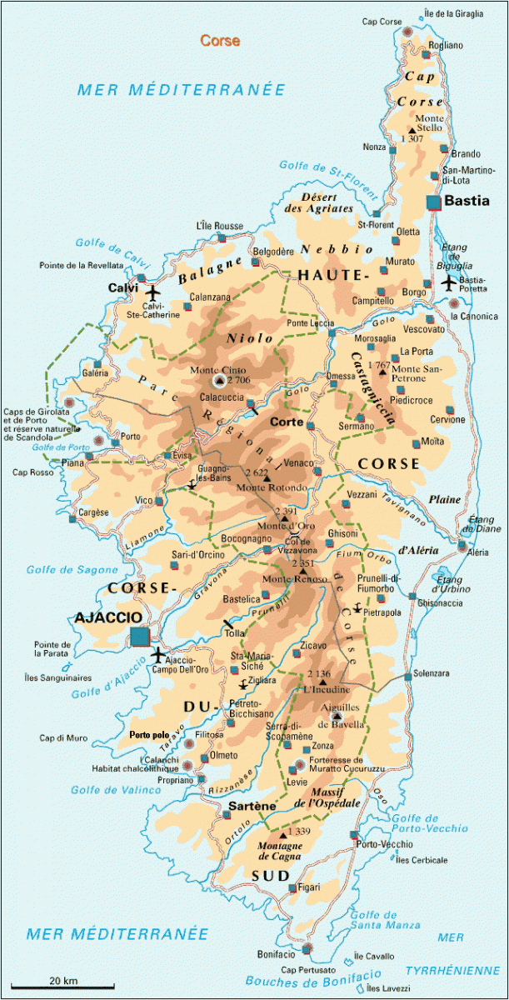 Corse
Cap Corse
Île de la Giraglia
Rogliano
MER MÉDITERRANÉE
Cap
Corse
Monte
Stello
1 307
Nonza
Brando
San-Martino-
di-Lota
Golfe de St-Florent
Bastia
Désert
des Agriates
St-Florent
Oletta
L'Île Rousse
Golfe de Calvi
Belgodère
Nebbio
Etang
de
Biguglia
Pointe de la Revellata
Balagne
HAUTE-
Murato
Calvi
Calvi-
Ste-Catherine
Calanzana
Campitello
Borgo
Bastia-
Poretta
la Canonica
Ponte Leccia
Golo
Vescovato
Niolo
Morosaglia
La Porta
Castagniccia
1 767
Monte San-
Petrone
Galéria
Monte Cinto
2 706
Omessa
Parc Régional
de Corse
Golo
Calacuccia
Piedicroce
Caps de Girolata
et de Porto
et réserve naturelle
de Scandola
Corte
Sermano
Cervione
Porto
Moïta
Golfe de Porto
Piana
Evisa
CORSE
Cap Rosso
Guagno-
les-Bains
Venaco
2 622
Monte Rotondo
Vico
Vezzani
Tavignano
Plaine
d'Aléria
Cargèse
2 391
Monte d'Oro
Etang
de Diane
Liamone
Bocognagno
Col de
Vizzavona
Ghisoni
Aléria
Sari-d'Orcino
Fium Orbo
Golfe de Sagone
Gravona
2 351
Monte Renoso
Etang
d'Urbino
CORSE-
Prunelli-di-
Fiumorbo
Bastelica
Prunelli
Ghisonaccia
AJACCIO
Pietrapola
Tolla
Pointe de
la Parata
Îles Sanguinaires
Ajaccio-
Campo Dell'Oro
Golfe d'Ajaccio
Sta-Maria-
Siché
Zicavo
Zigliara
2 136
L'Incudine
Solenzara
DU-
Petreto-
Bicchisano
Aiguilles
de Bavella
Cap di Muro
Porto polo
Taravo
Filitosa
Serra-di-
Scopamène
Zonza
I Calanchi
Habitat chalcolithique
Olmeto
Forteresse de
Muratto Cucuruzzu
Propriano
Levie
Golfe de Valinco
Rizzanèse
Massif
de l'Ospédale
Oso
Sartène
Golfe de
Porto-Vecchio
Ortolo
1 339
Montagne
de Cagna
Porto-Vecchio
Îles Cerbicale
SUD
Figari
Golfe de
Santa Manza
MER MÉDITERRANÉE
Bonifacio
Île Cavallo
MER
TYRRHÉNIENNE
Cap Pertusato
Bouches de Bonifacio
Îles Lavezzi
20 km